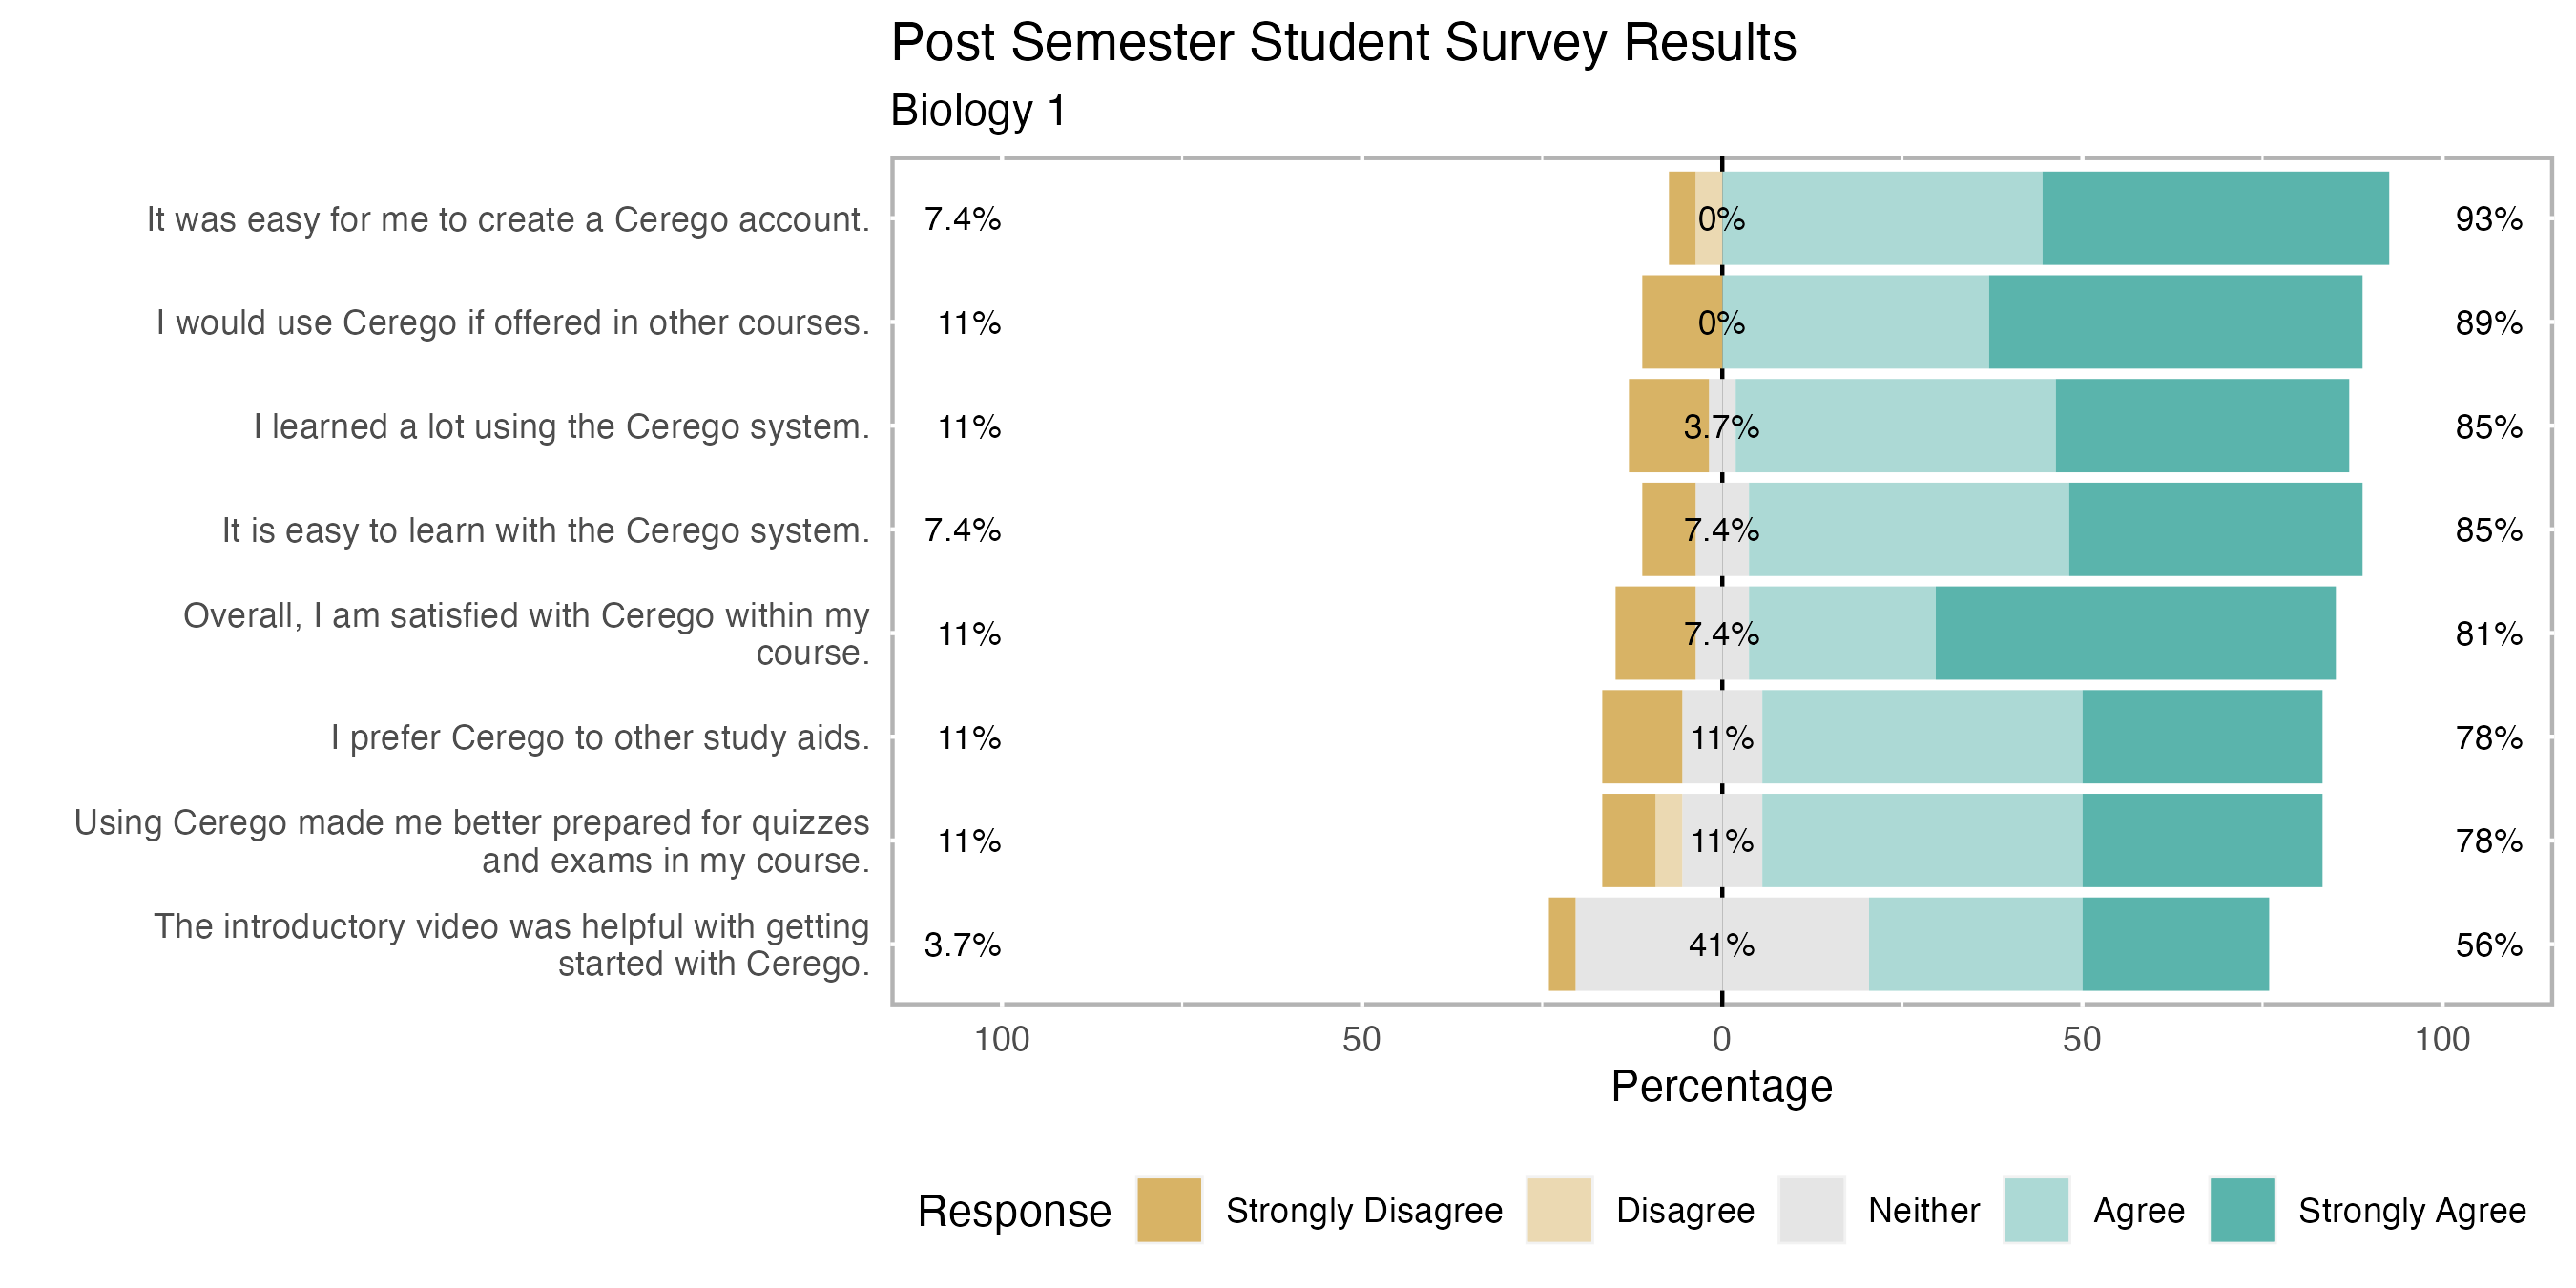 Post Semester Student Survey Results
Biology 1
It was easy for me to create a Cerego account.
7.4%
0%
93%
I would use Cerego if offered in other courses.
11%
0%
89%
I learned a lot using the Cerego system.
11%
3.7%
85%
It is easy to learn with the Cerego system.
7.4%
7.4%
85%
Overall, I am satisfied with Cerego within my
course.
11%
7.4%
81%
I prefer Cerego to other study aids.
11%
11%
78%
Using Cerego made me better prepared for quizzes
and exams in my course.
11%
11%
78%
The introductory video was helpful with getting
started with Cerego.
3.7%
41%
56%
100 50 0 50 100
Percentage
Response Strongly Disagree Disagree Neither Agree Strongly Agree